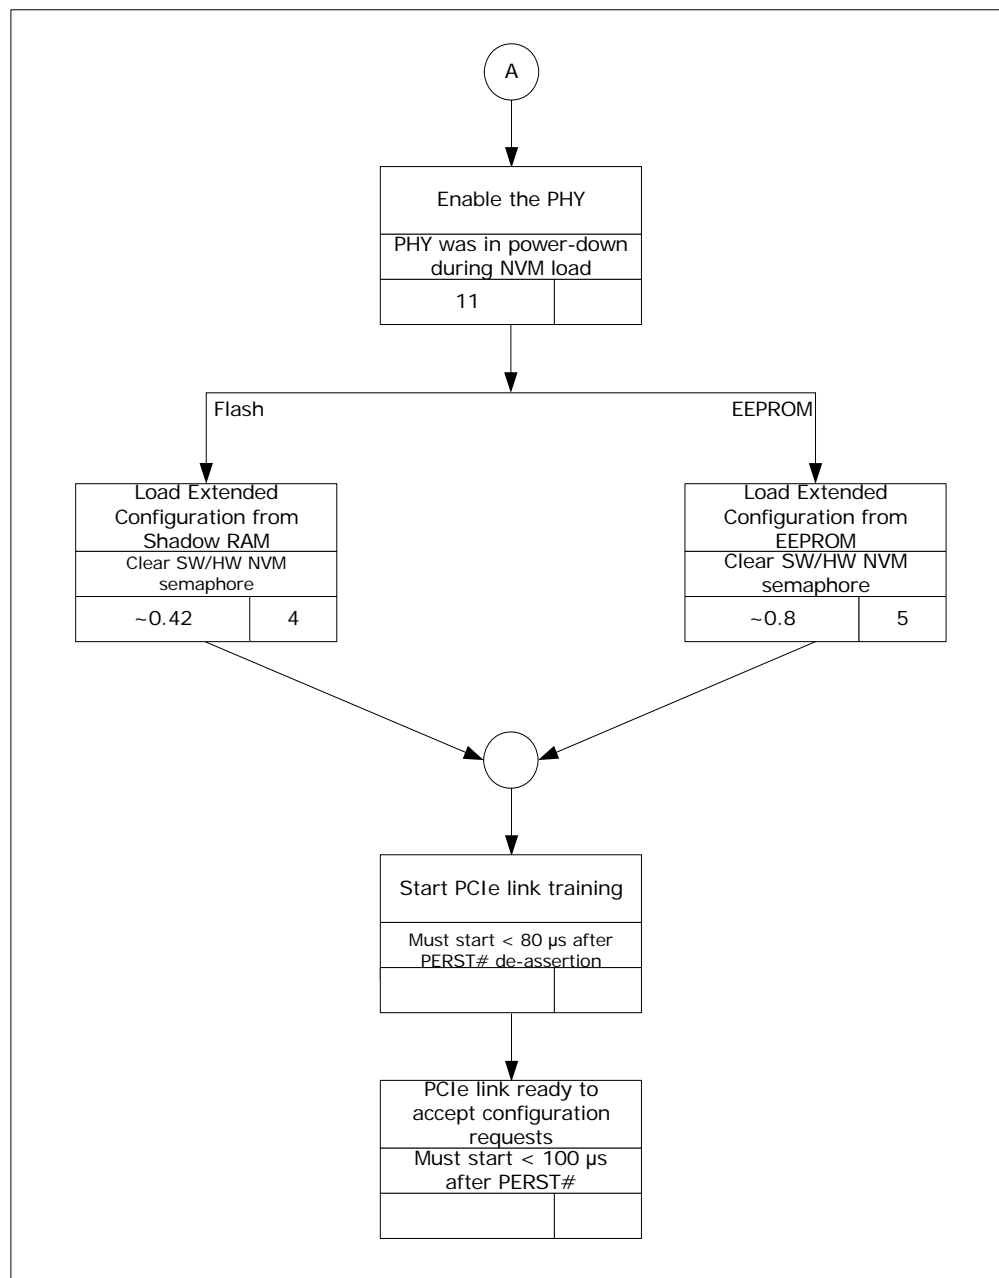 A
Enable the PHY
PHY was in power-down
during NVM load
11
Flash
EEPROM
Load Extended
Configuration from
Shadow RAM
Clear SW/HW NVM
semaphore
~0.42
4
Load Extended
Configuration from
EEPROM
Clear SW/HW NVM
semaphore
~0.8
5
Start PCIe link training
Must start < 80 µs after
PERST# de-assertion
PCIe link ready to
accept configuration
requests
Must start < 100 µs
after PERST#